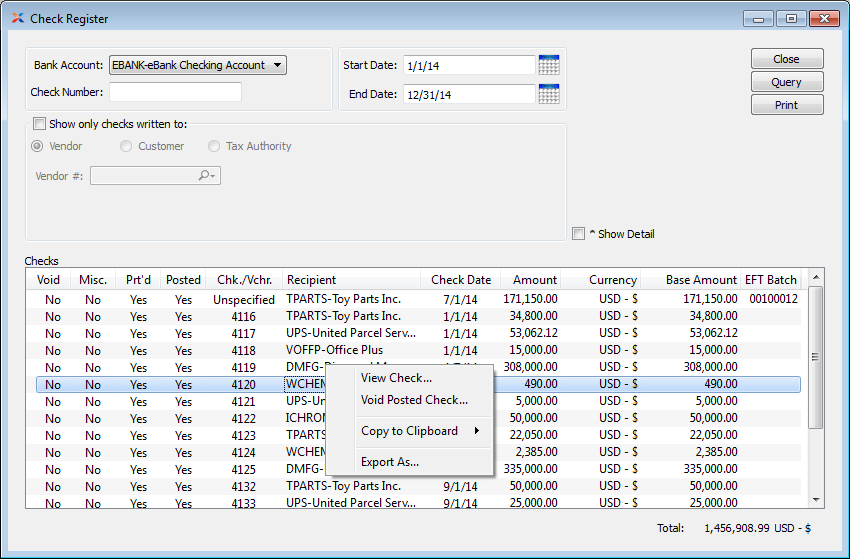 Check Register
Bank Account: EBANK-eBank Checking Account
Check Number:
Start Date: 1/1/14
End Date: 12/31/14
Close
Query
Print
Show only checks written to:
Vendor Customer Tax Authority
Vendor #:
^ Show Detail
Checks
Void Misc. Prt'd Posted Chk./Vchr. Recipient Check Date Amount Currency Base Amount EFT Batch
No No Yes Yes Unspecified TPARTS-Toy Parts Inc. 7/1/14 171,150.00 USD - $ 171,150.00 00100012
No No Yes Yes 4116 TPARTS-Toy Parts Inc. 1/1/14 34,800.00 USD - $ 34,800.00
No No Yes Yes 4117 UPS-United Parcel Serv... 1/1/14 53,062.12 USD - $ 53,062.12
No No Yes Yes 4118 VOFFP-Office Plus 1/1/14 15,000.00 USD - $ 15,000.00
No No Yes Yes 4119 DMFG- 308,000.00 USD - $ 308,000.00
No No Yes Yes 4120 WCHEM 490.00 USD - $ 490.00
No No Yes Yes 4121 UPS-Un 5,000.00 USD - $ 5,000.00
No No Yes Yes 4122 ICHRON 50,000.00 USD - $ 50,000.00
No No Yes Yes 4123 TPARTS 22,050.00 USD - $ 22,050.00
No No Yes Yes 4124 WCHEM 2,385.00 USD - $ 2,385.00
No No Yes Yes 4125 DMFG- 335,000.00 USD - $ 335,000.00
No No Yes Yes 4132 TPARTS-Toy Parts Inc. 9/1/14 50,000.00 USD - $ 50,000.00
No No Yes Yes 4133 UPS-United Parcel Serv... 9/1/14 25,000.00 USD - $ 25,000.00
View Check...
Void Posted Check...
Copy to Clipboard
Export As...
Total: 1,456,908.99 USD - $